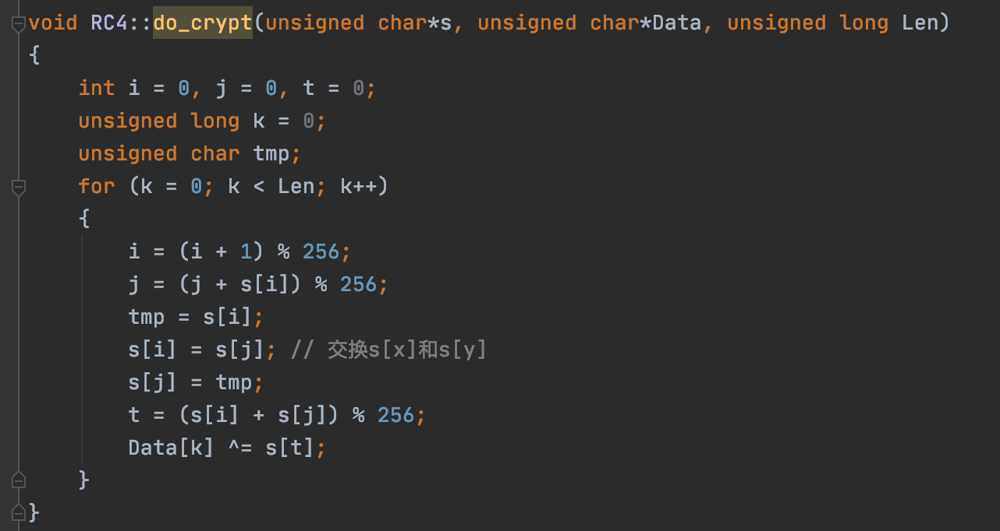 void RC4::do_crypt(unsigned char*s, unsigned char*Data, unsigned long Len)
{
    int i = 0, j = 0, t = 0;
    unsigned long k = 0;
    unsigned char tmp;
    for (k = 0; k < Len; k++)
    {
        i = (i + 1) % 256;
        j = (j + s[i]) % 256;
        tmp = s[i];
        s[i] = s[j]; // 交换s[x]和s[y]
        s[j] = tmp;
        t = (s[i] + s[j]) % 256;
        Data[k] ^= s[t];
    }
}